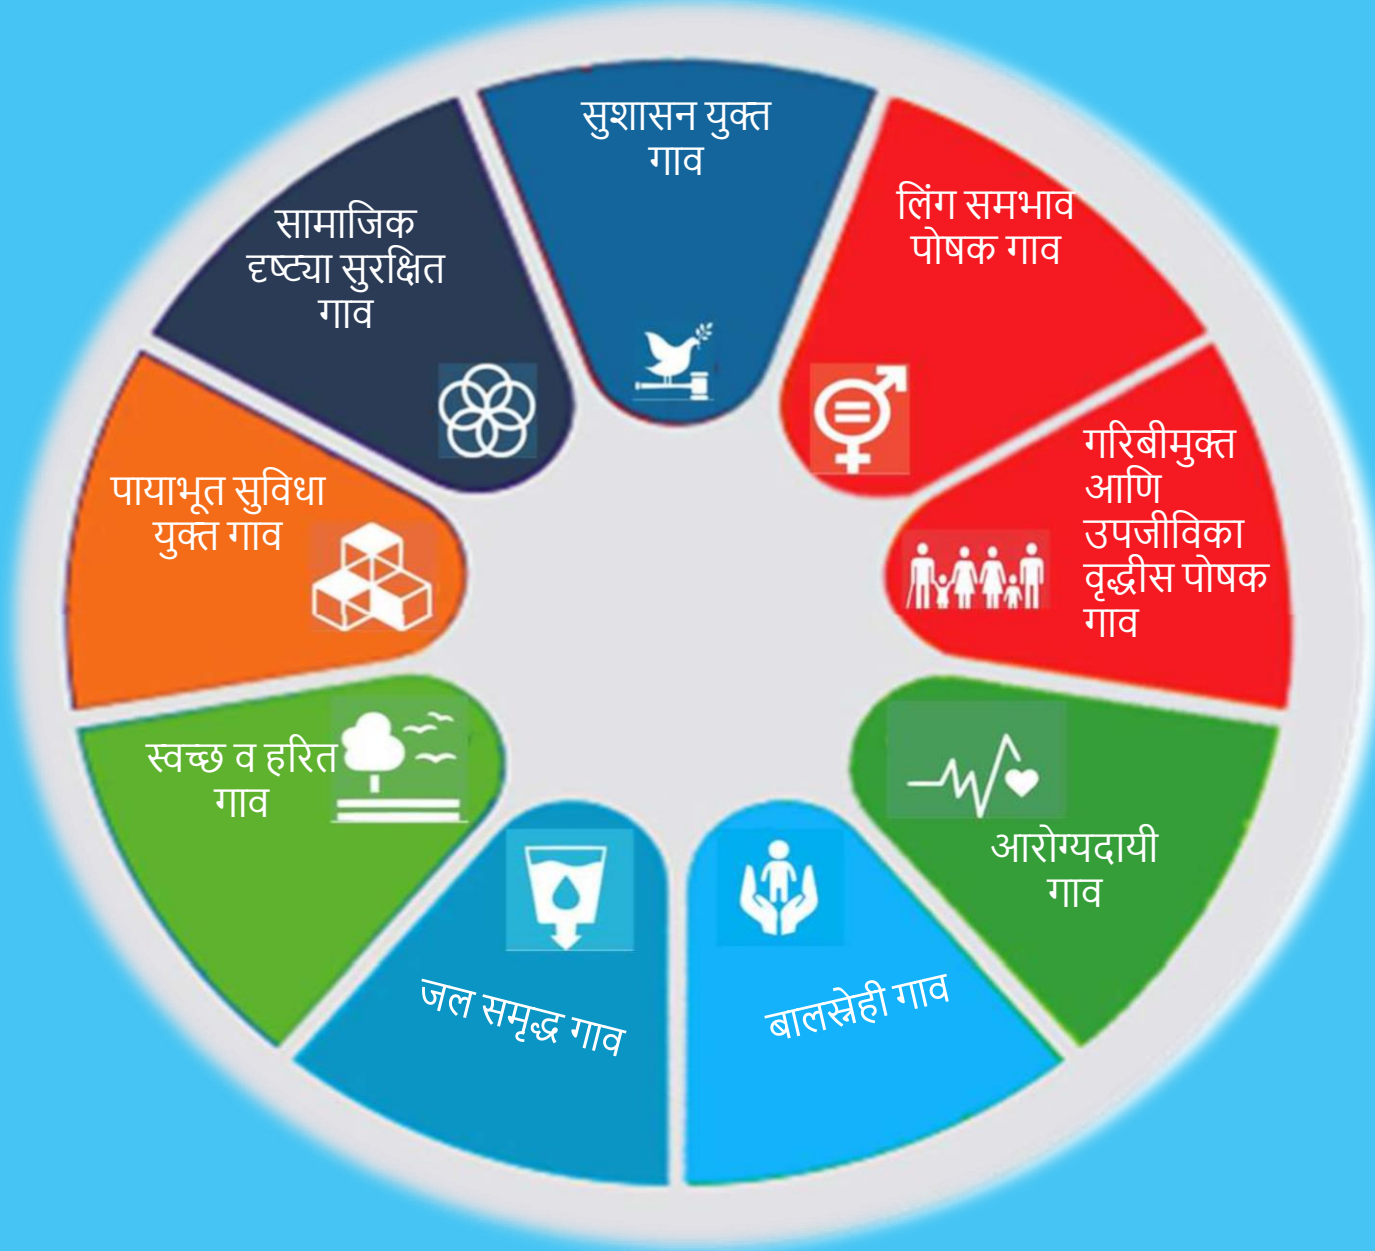 सुशासन युक्त
गाव
लिंग समभाव
पोषक गाव
गरिबीमुक्त
आणि
उपजीविका
वृद्धीस पोषक
गाव
आरोग्यदायी
गाव
बालस्नेही गाव
जल समृद्ध गाव
स्वच्छ व हरित
गाव
पायाभूत सुविधा
युक्त गाव
सामाजिक
दृष्ट्या सुरक्षित
गाव